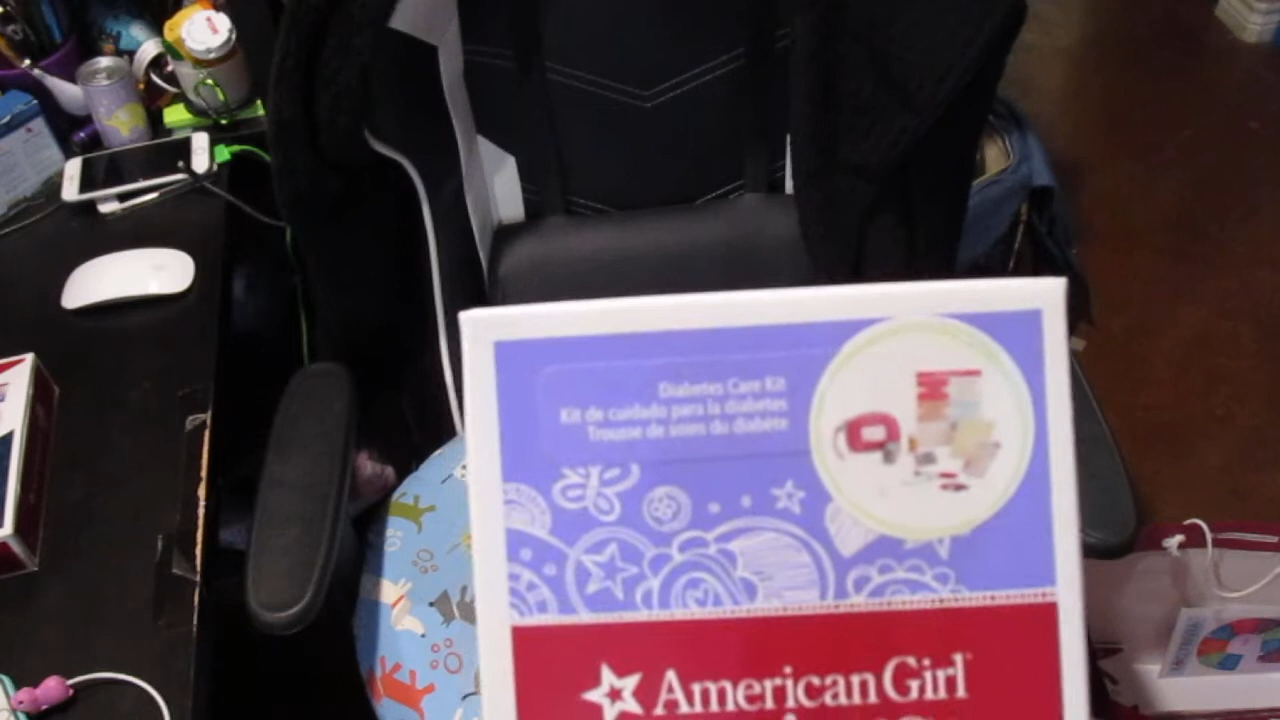 Diabetes Care Kit
Kit de cuidado para la diabetes
Trousse de soins du diabète
American Girl